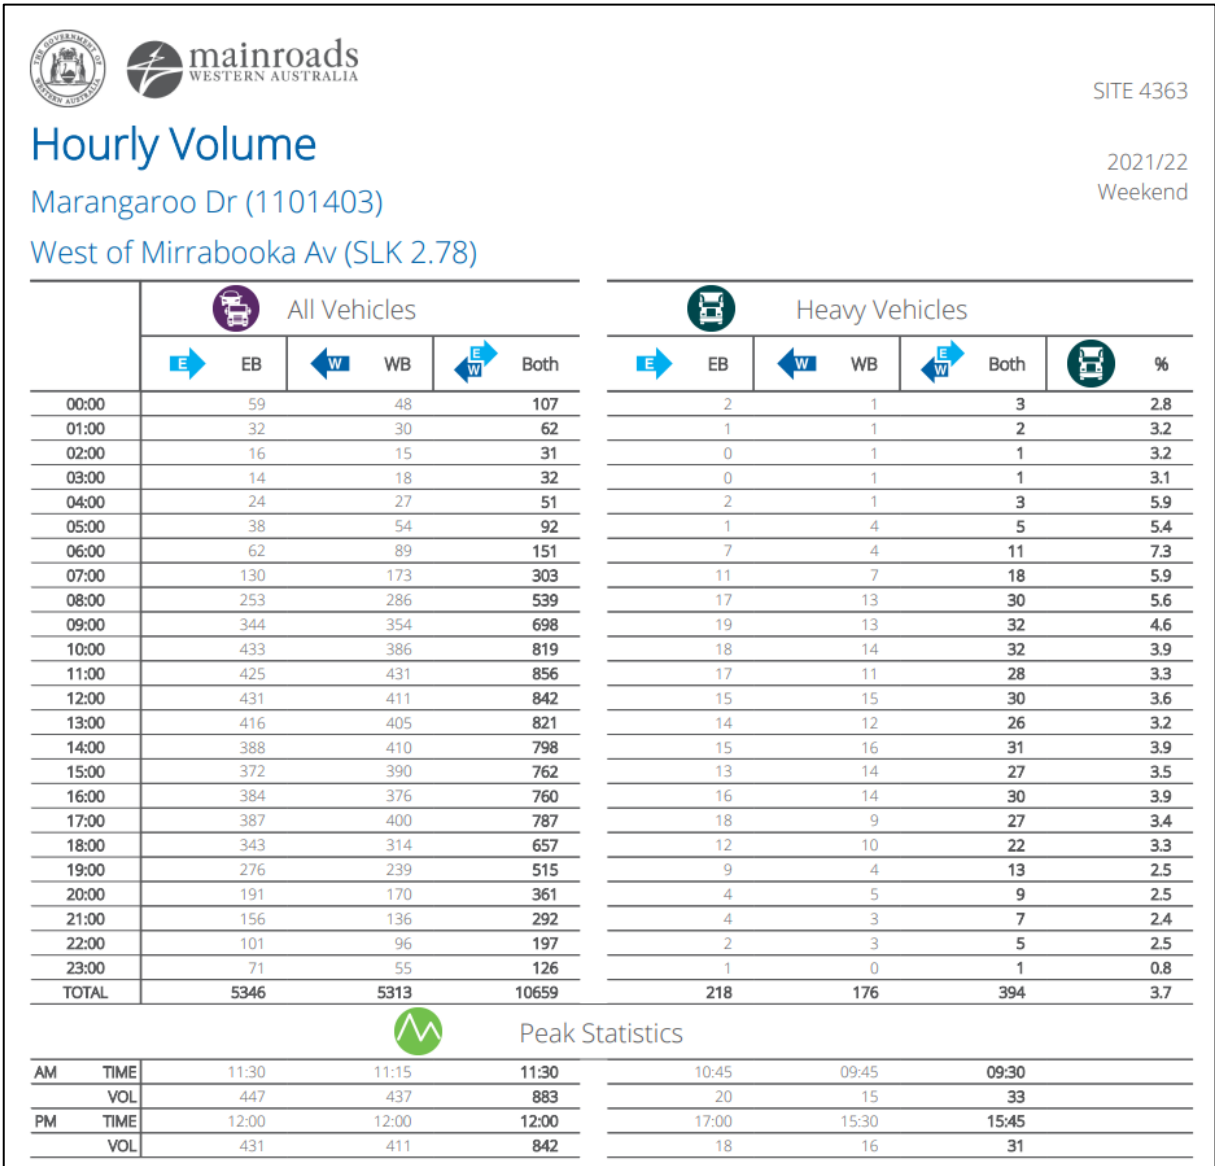 THE GOVERNMENT OF WESTERN AUSTRALIA
mainroads
WESTERN AUSTRALIA
SITE 4363
Hourly Volume
2021/22
Weekend
Marangaroo Dr (1101403)
West of Mirrabooka Av (SLK 2.78)
All Vehicles Heavy Vehicles
E EB W WB E W Both E EB W WB E W Both %
00:00 59 48 107 2 1 3 2.8
01:00 32 30 62 1 1 2 3.2
02:00 16 15 31 0 1 1 3.2
03:00 14 18 32 0 1 1 3.1
04:00 24 27 51 2 1 3 5.9
05:00 38 54 92 1 4 5 5.4
06:00 62 89 151 7 4 11 7.3
07:00 130 173 303 11 7 18 5.9
08:00 253 286 539 17 13 30 5.6
09:00 344 354 698 19 13 32 4.6
10:00 433 386 819 18 14 32 3.9
11:00 425 431 856 17 11 28 3.3
12:00 431 411 842 15 15 30 3.6
13:00 416 405 821 14 12 26 3.2
14:00 388 410 798 15 16 31 3.9
15:00 372 390 762 13 14 27 3.5
16:00 384 376 760 16 14 30 3.9
17:00 387 400 787 18 9 27 3.4
18:00 343 314 657 12 10 22 3.3
19:00 276 239 515 9 4 13 2.5
20:00 191 170 361 4 5 9 2.5
21:00 156 136 292 4 3 7 2.4
22:00 101 96 197 2 3 5 2.5
23:00 71 55 126 1 0 1 0.8
TOTAL 5346 5313 10659 218 176 394 3.7
Peak Statistics
AM TIME 11:30 11:15 11:30 10:45 09:45 09:30
VOL 447 437 883 20 15 33
PM TIME 12:00 12:00 12:00 17:00 15:30 15:45
VOL 431 411 842 18 16 31